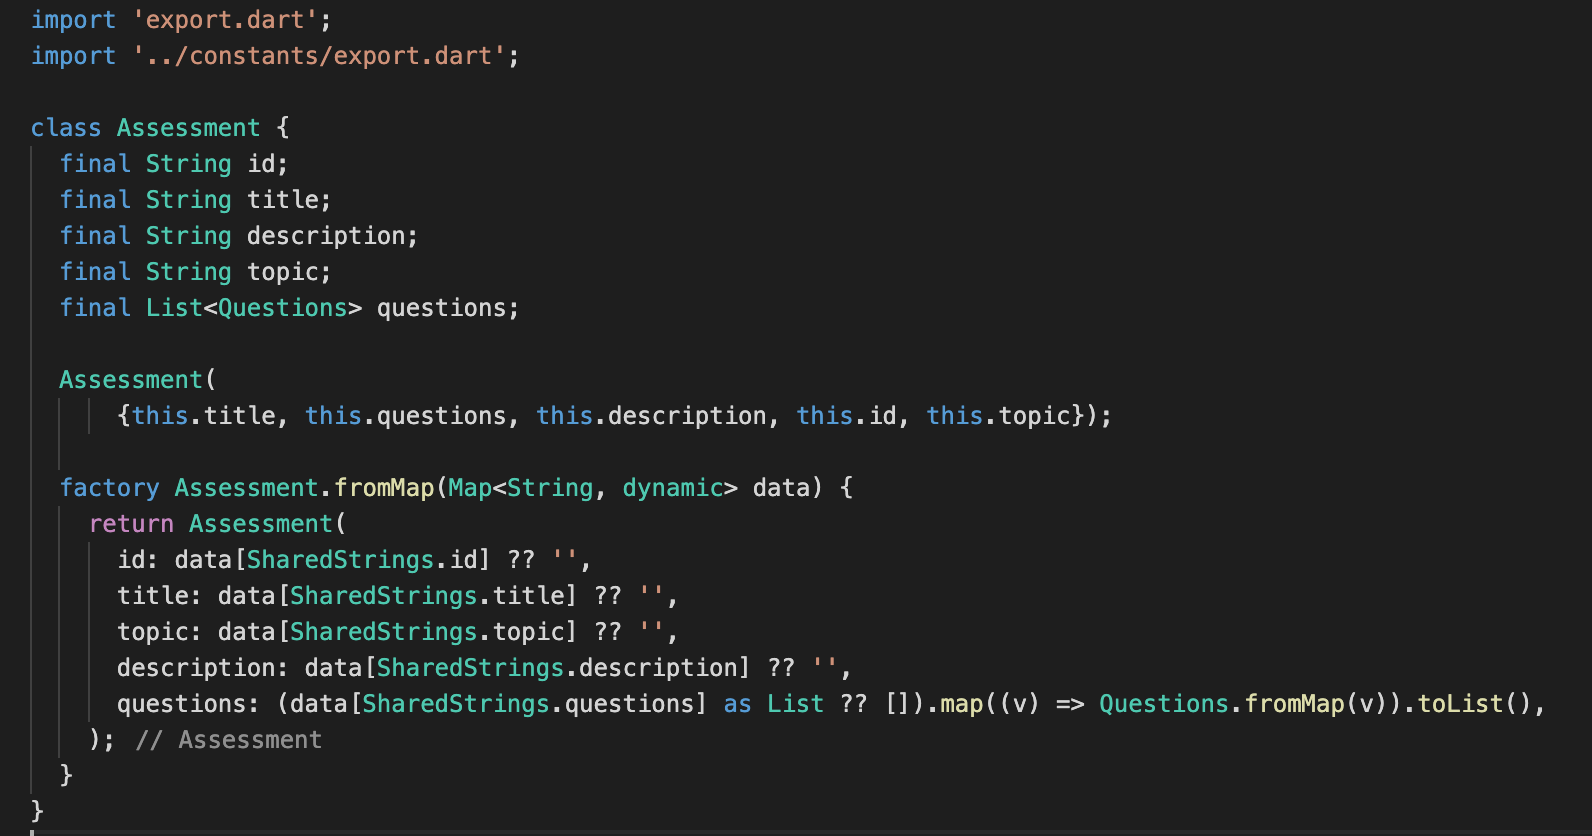 import 'export.dart';
import '../constants/export.dart';

class Assessment {
  final String id;
  final String title;
  final String description;
  final String topic;
  final List<Questions> questions;

  Assessment(
      {this.title, this.questions, this.description, this.id, this.topic});

  factory Assessment.fromMap(Map<String, dynamic> data) {
    return Assessment(
      id: data[SharedStrings.id] ?? '',
      title: data[SharedStrings.title] ?? '',
      topic: data[SharedStrings.topic] ?? '',
      description: data[SharedStrings.description] ?? '',
      questions: (data[SharedStrings.questions] as List ?? []).map((v) => Questions.fromMap(v)).toList(),
    ); // Assessment
  }
}